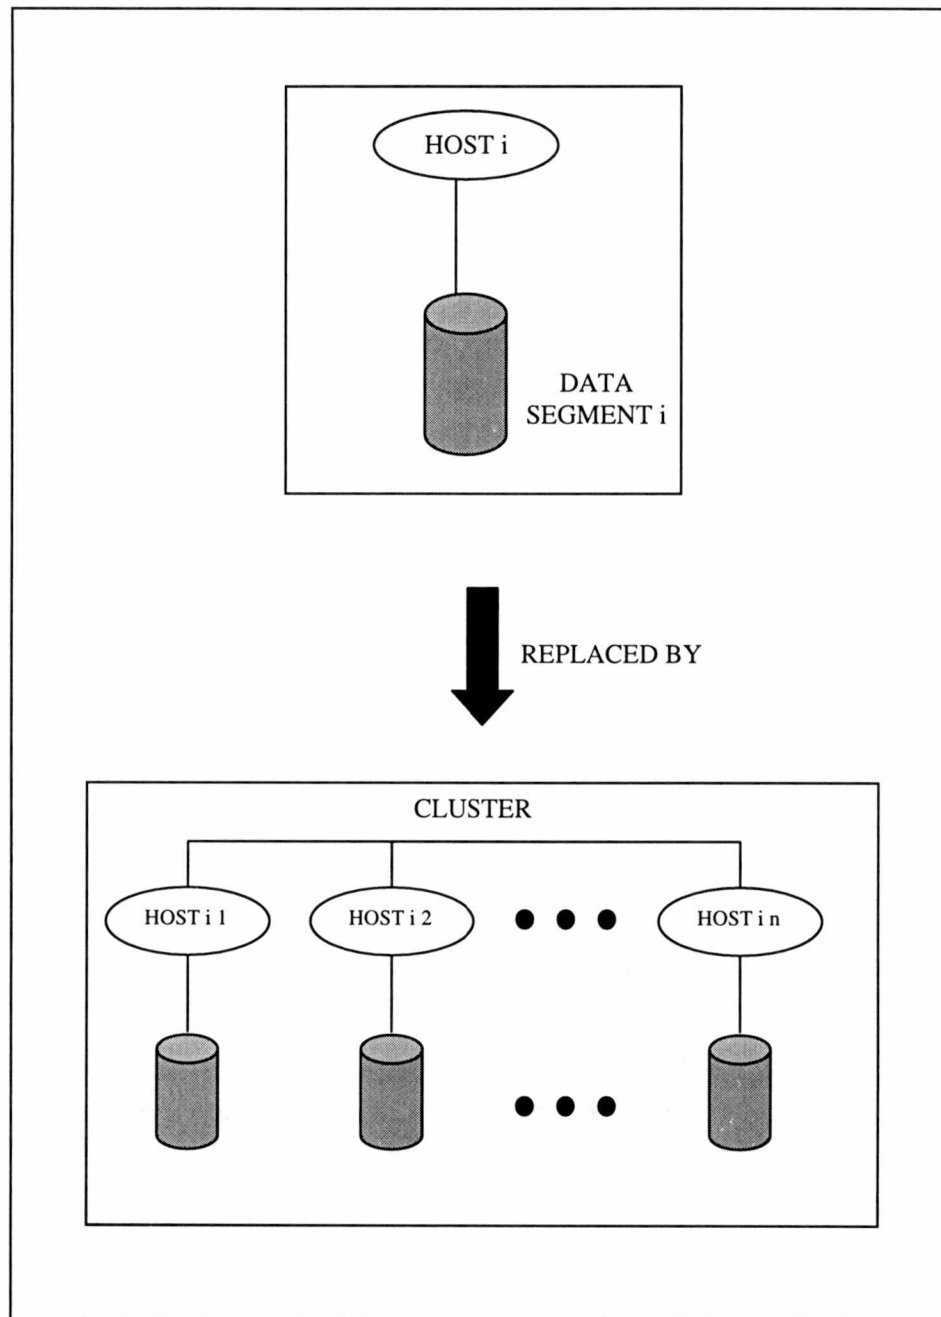 HOST i
DATA
SEGMENT i
REPLACED BY
CLUSTER
HOST i 1
HOST i 2
HOST i n